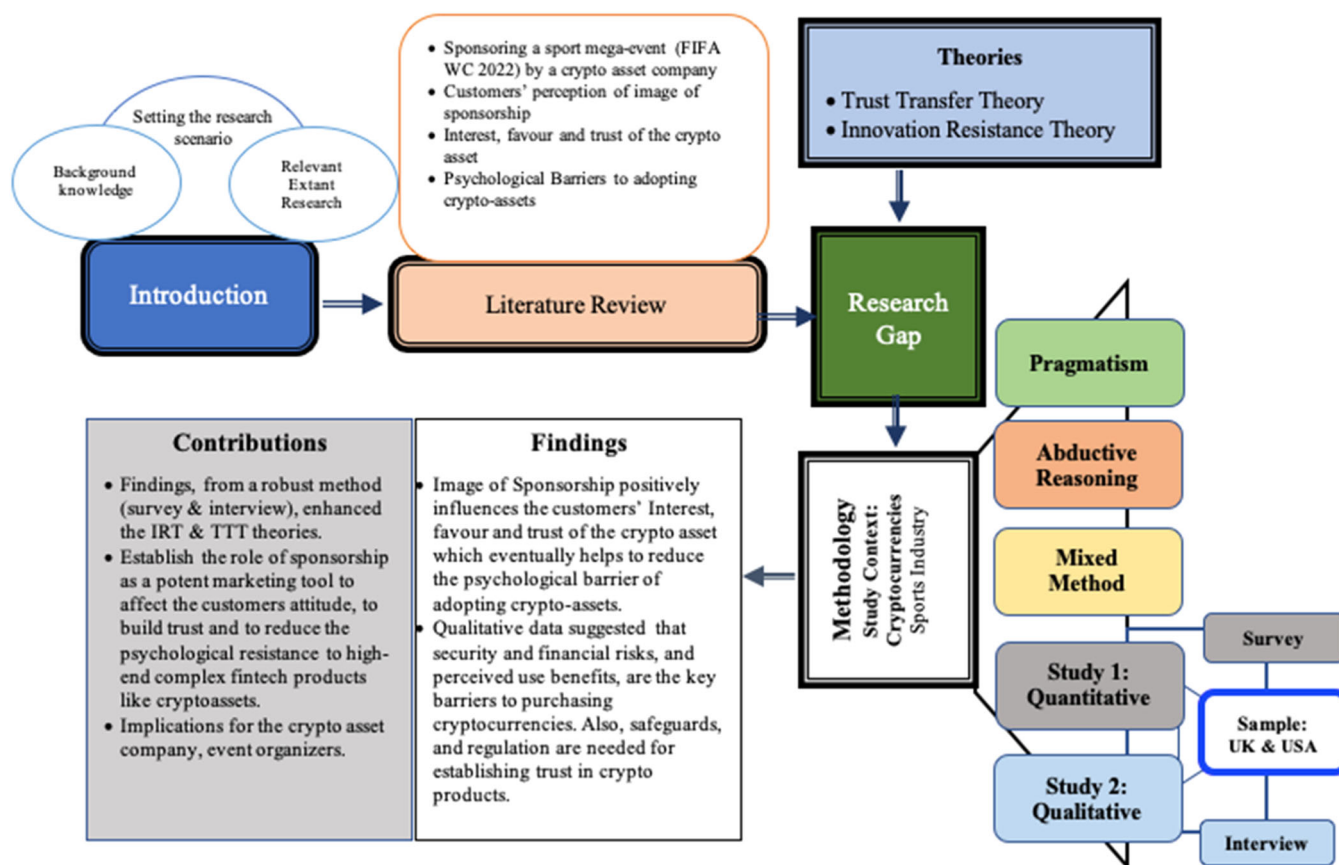 Setting the research
scenario
Background
knowledge
Relevant
Extant
Research
Introduction
• Sponsoring a sport mega-event (FIFA
WC 2022) by a crypto asset company
• Customers’ perception of image of
sponsorship
• Interest, favour and trust of the crypto
asset
• Psychological Barriers to adopting
crypto-assets
Literature Review
Theories
• Trust Transfer Theory
• Innovation Resistance Theory
Research
Gap
Pragmatism
Abductive
Reasoning
Mixed
Method
Study 1:
Quantitative
Study 2:
Qualitative
Survey
Sample:
UK & USA
Interview
Methodology
Study Context:
Cryptocurrencies
Sports Industry
Findings
• Image of Sponsorship positively
influences the customers’ Interest,
favour and trust of the crypto asset
which eventually helps to reduce
the psychological barrier of
adopting crypto-assets.
• Qualitative data suggested that
security and financial risks, and
perceived use benefits, are the key
barriers to purchasing
cryptocurrencies. Also, safeguards,
and regulation are needed for
establishing trust in crypto
products.
Contributions
• Findings, from a robust method
(survey & interview), enhanced
the IRT & TTT theories.
• Establish the role of sponsorship
as a potent marketing tool to
affect the customers attitude, to
build trust and to reduce the
psychological resistance to high-
end complex fintech products
like cryptoassets.
• Implications for the crypto asset
company, event organizers.